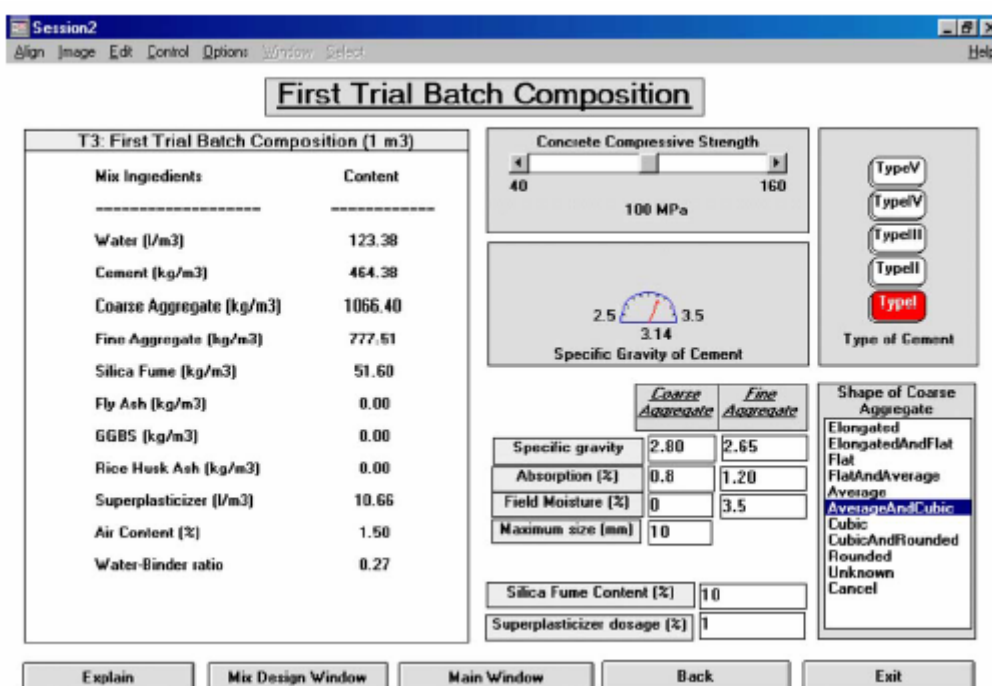 Session2
Align Image Edit Control Options Window Select Help
First Trial Batch Composition
T3: First Trial Batch Composition (1 m3)
Mix Ingredients Content
-------------------- ------------
Water (l/m3) 123.38
Cement (kg/m3) 464.38
Coarse Aggregate (kg/m3) 1066.40
Fine Aggregate (kg/m3) 777.51
Silica Fume (kg/m3) 51.60
Fly Ash (kg/m3) 0.00
GGBS (kg/m3) 0.00
Rice Husk Ash (kg/m3) 0.00
Superplasticizer (l/m3) 10.66
Air Content (%) 1.50
Water-Binder ratio 0.27
Concrete Compressive Strength
40 160
100 MPa
2.5 3.5
3.14
Specific Gravity of Cement
TypeV
TypeIV
TypeIII
TypeII
TypeI
Type of Cement
Coarse Aggregate Fine Aggregate
Specific gravity 2.80 2.65
Absorption (%) 0.8 1.20
Field Moisture (%) 0 3.5
Maximum size (mm) 10
Silica Fume Content (%) 10
Superplasticizer dosage (%) 1
Shape of Coarse
Aggregate
Elongated
ElongatedAndFlat
Flat
FlatAndAverage
Average
AverageAndCubic
Cubic
CubicAndRounded
Rounded
Unknown
Cancel
Explain Mix Design Window Main Window Back Exit